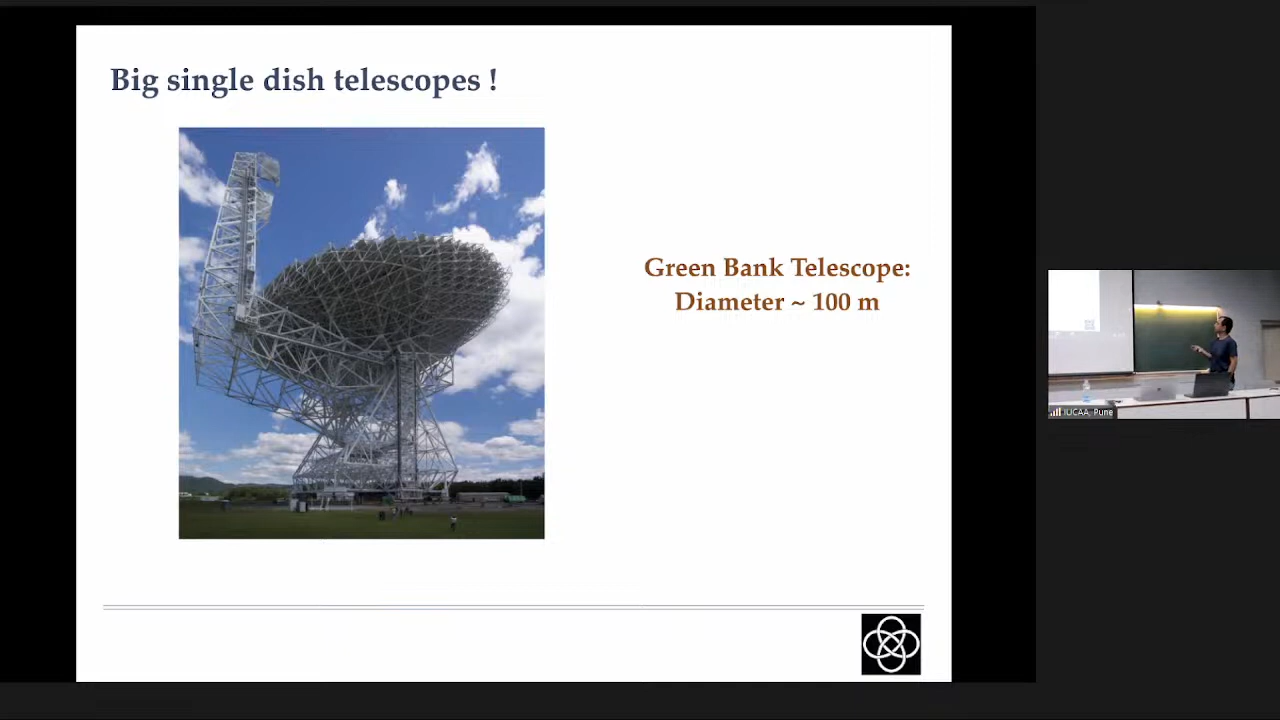 Big single dish telescopes !
Green Bank Telescope:
Diameter ~ 100 m
IUCAA, Pune